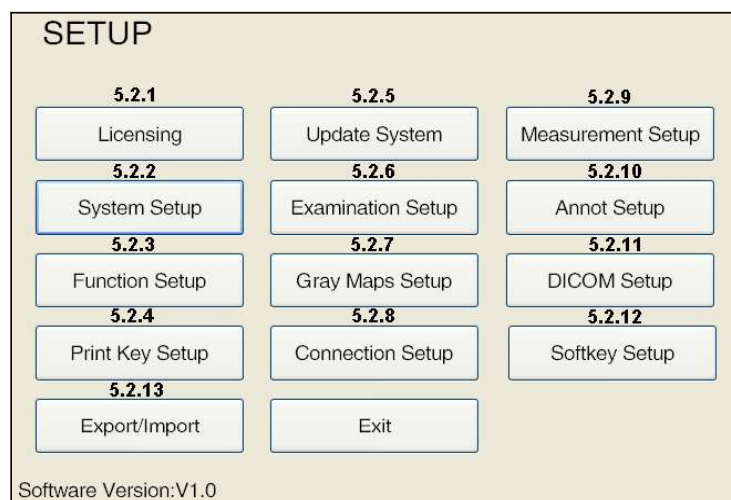 SETUP
5.2.1 5.2.5 5.2.9
Licensing Update System Measurement Setup
5.2.2 5.2.6 5.2.10
System Setup Examination Setup Annot Setup
5.2.3 5.2.7 5.2.11
Function Setup Gray Maps Setup DICOM Setup
5.2.4 5.2.8 5.2.12
Print Key Setup Connection Setup Softkey Setup
5.2.13
Export/Import Exit
Software Version:V1.0